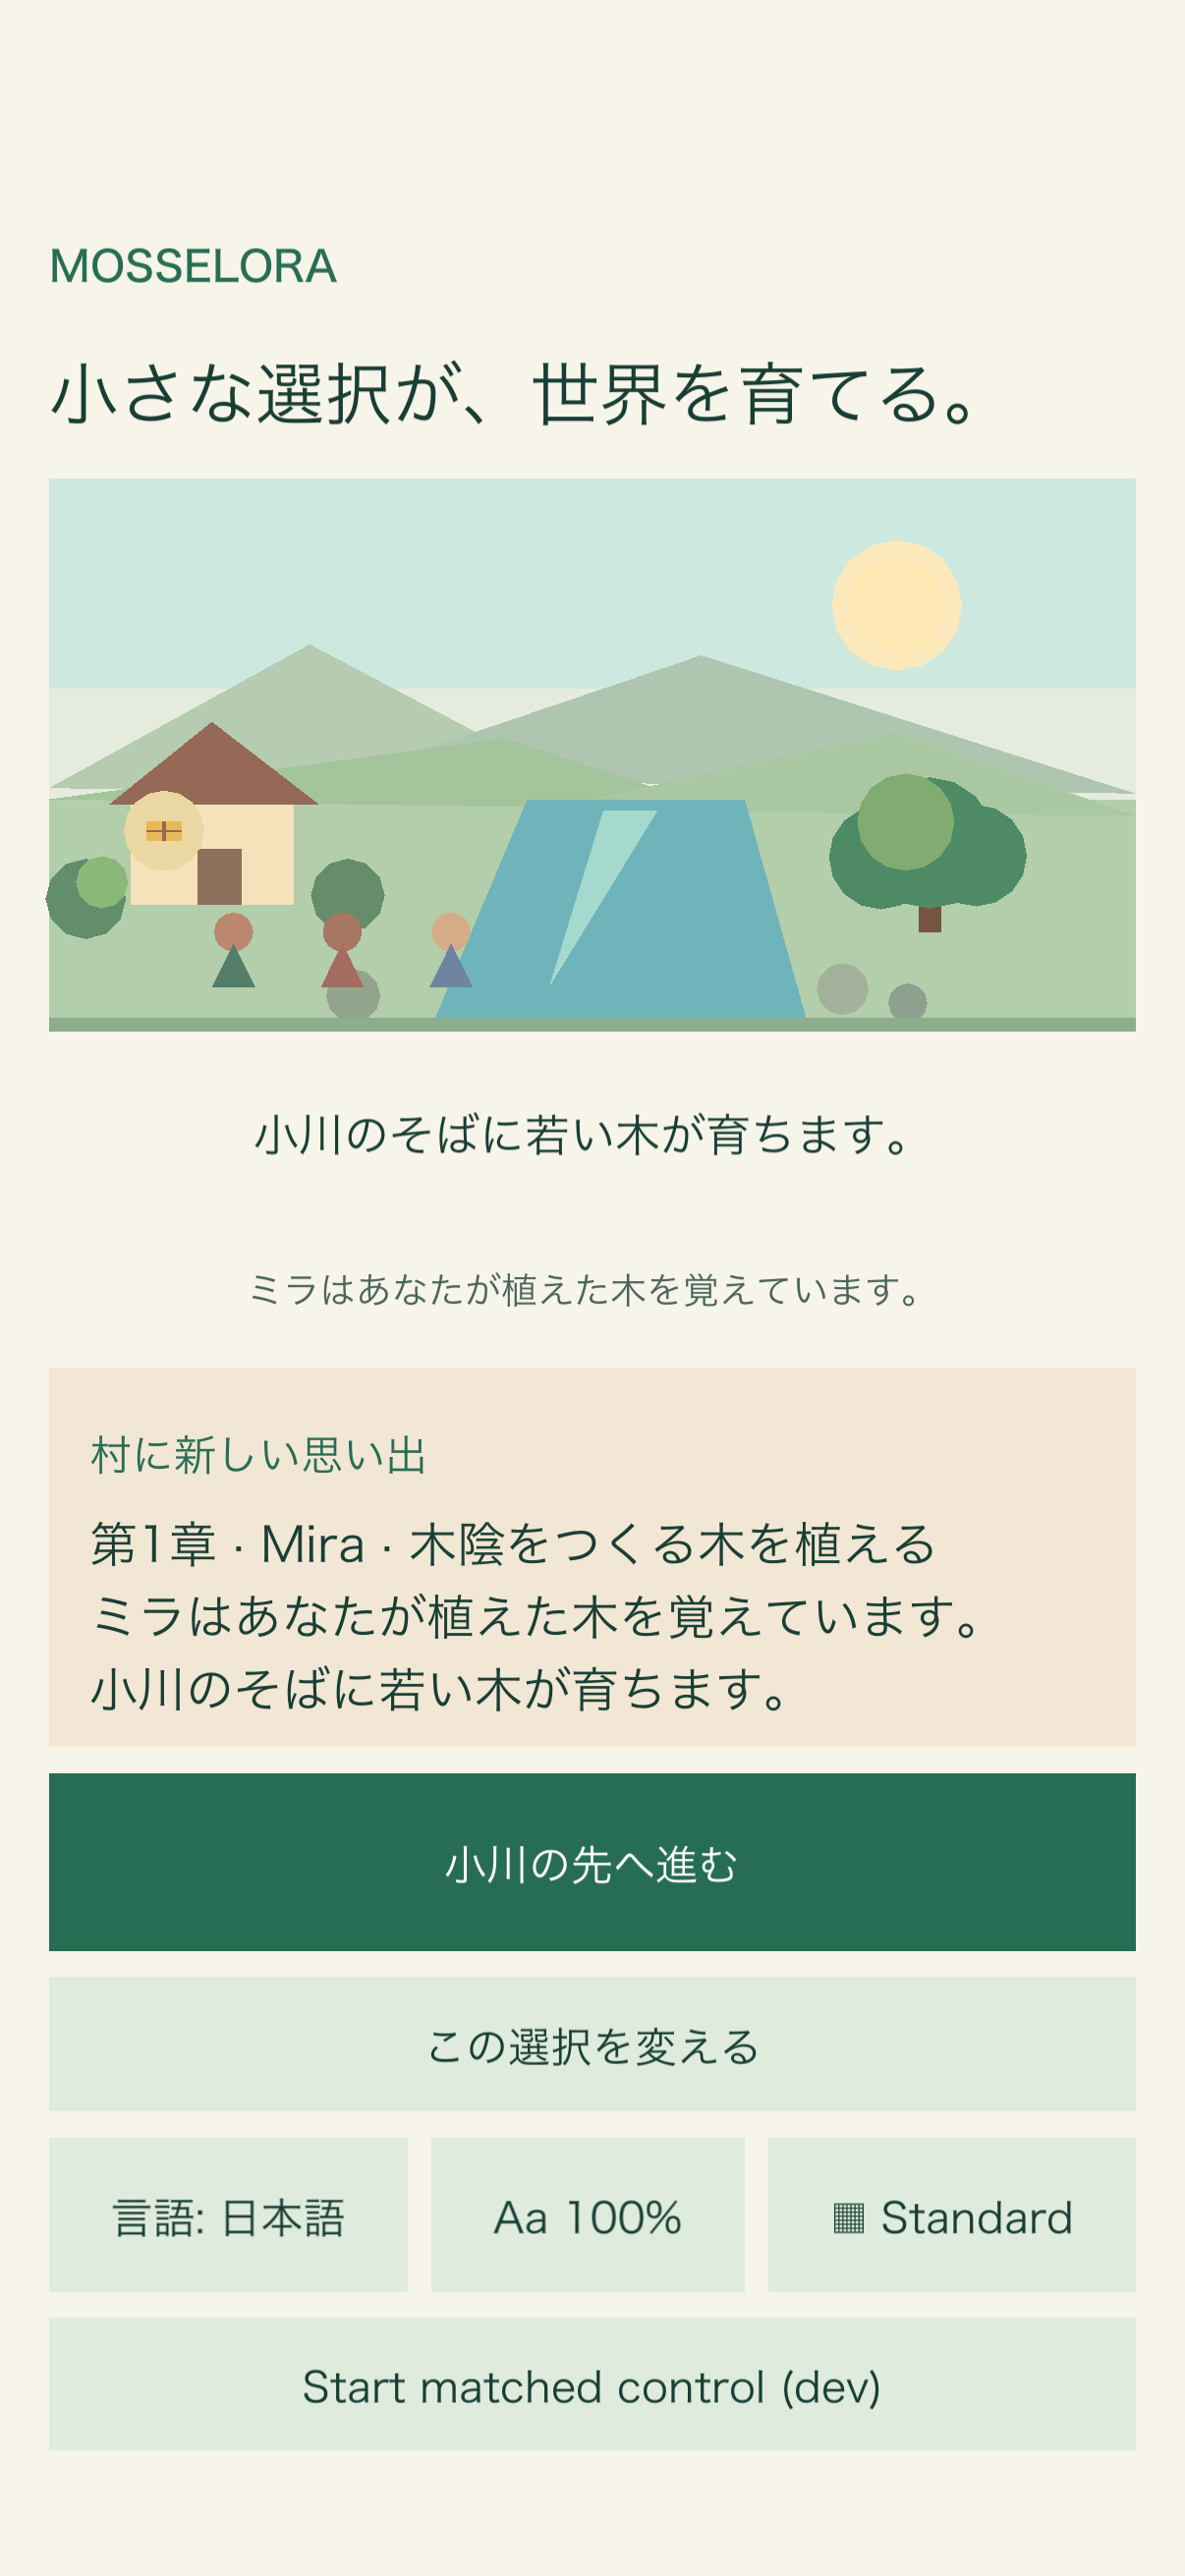 MOSSELORA
小さな選択が、世界を育てる。
小川のそばに若い木が育ちます。
ミラはあなたが植えた木を覚えています。
村に新しい思い出
第1章 · Mira · 木陰をつくる木を植える
ミラはあなたが植えた木を覚えています。
小川のそばに若い木が育ちます。
小川の先へ進む
この選択を変える
言語: 日本語
Aa 100%
▦ Standard
Start matched control (dev)